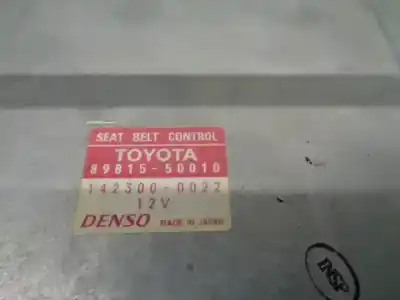 SEAT BELT CONTROL
TOYOTA
89815-50010
142300-0022
12V
DENSO MADE IN JAPAN
INSP